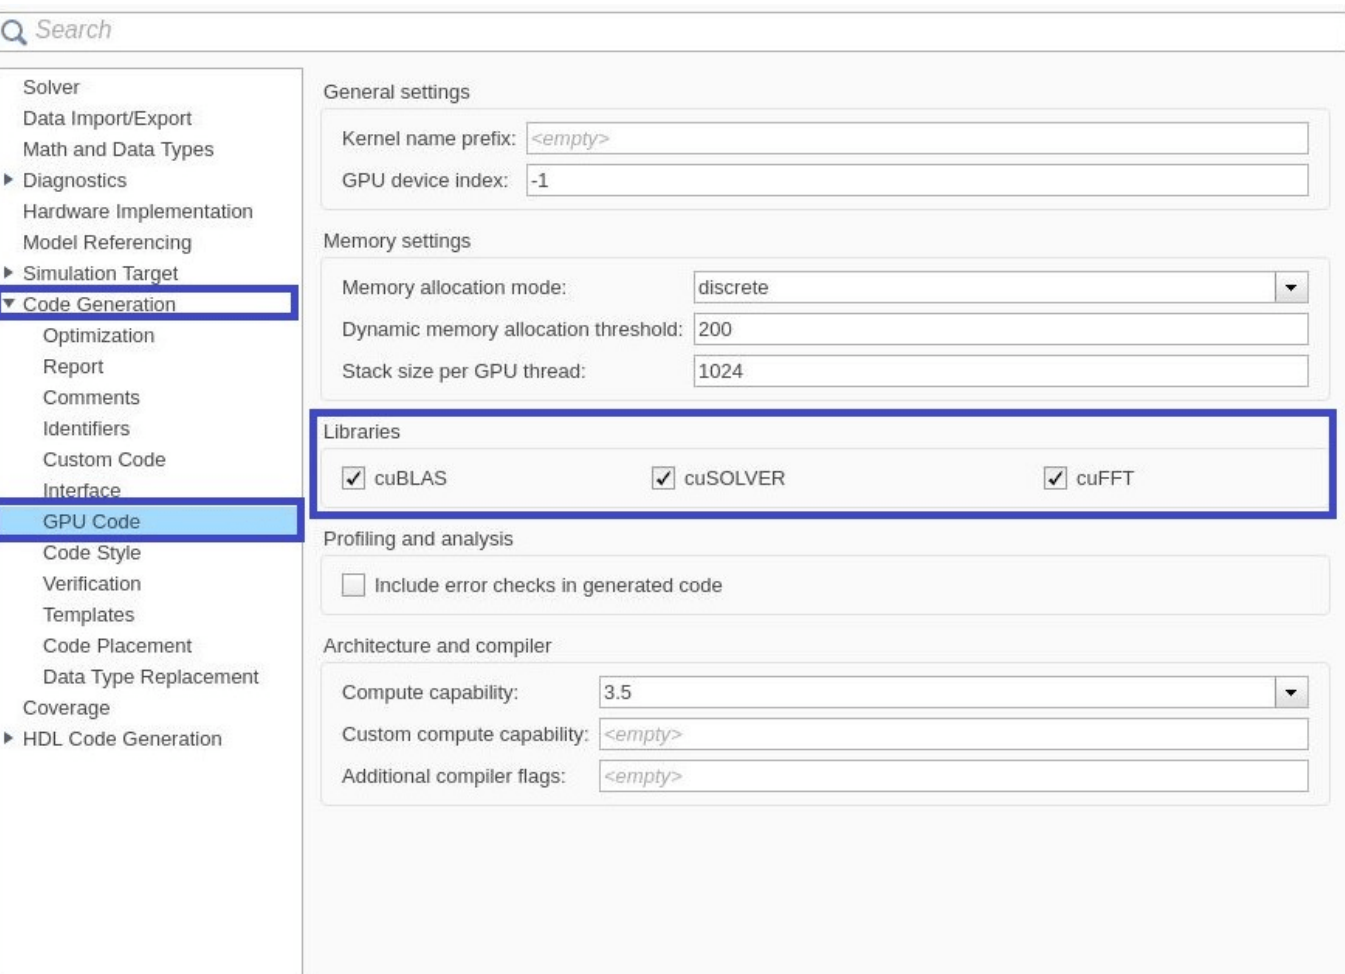 Search
Solver
Data Import/Export
Math and Data Types
Diagnostics
Hardware Implementation
Model Referencing
Simulation Target
Code Generation
Optimization
Report
Comments
Identifiers
Custom Code
Interface
GPU Code
Code Style
Verification
Templates
Code Placement
Data Type Replacement
Coverage
HDL Code Generation
General settings
Kernel name prefix: <empty>
GPU device index: -1
Memory settings
Memory allocation mode: discrete
Dynamic memory allocation threshold: 200
Stack size per GPU thread: 1024
Libraries
cuBLAS cuSOLVER cuFFT
Profiling and analysis
Include error checks in generated code
Architecture and compiler
Compute capability: 3.5
Custom compute capability: <empty>
Additional compiler flags: <empty>